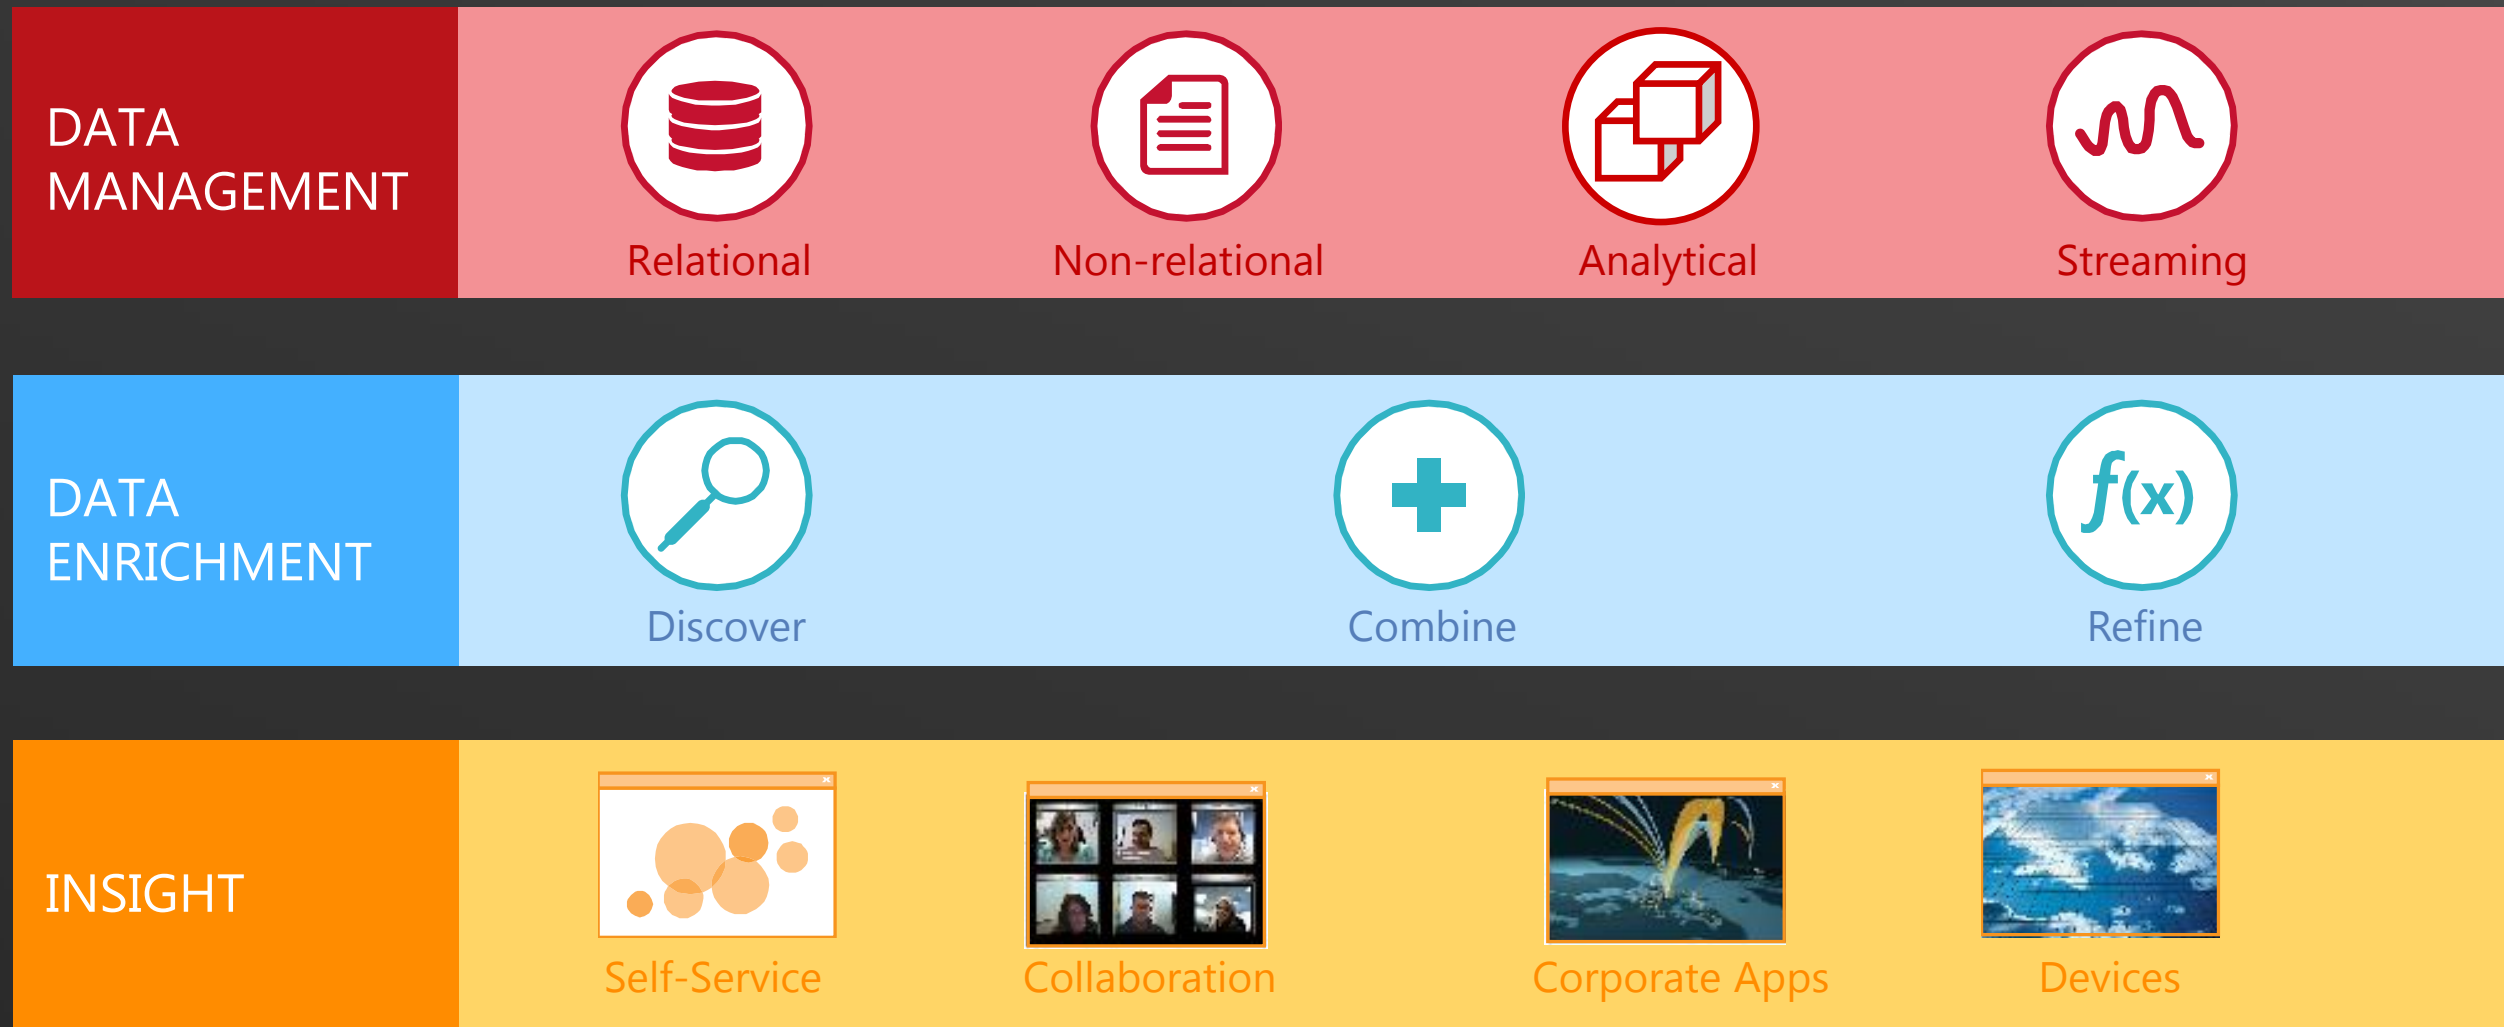 DATA
MANAGEMENT
Relational
Non-relational
Analytical
Streaming
DATA
ENRICHMENT
f(x)
Discover
Combine
Refine
INSIGHT
Self-Service
Collaboration
Corporate Apps
Devices